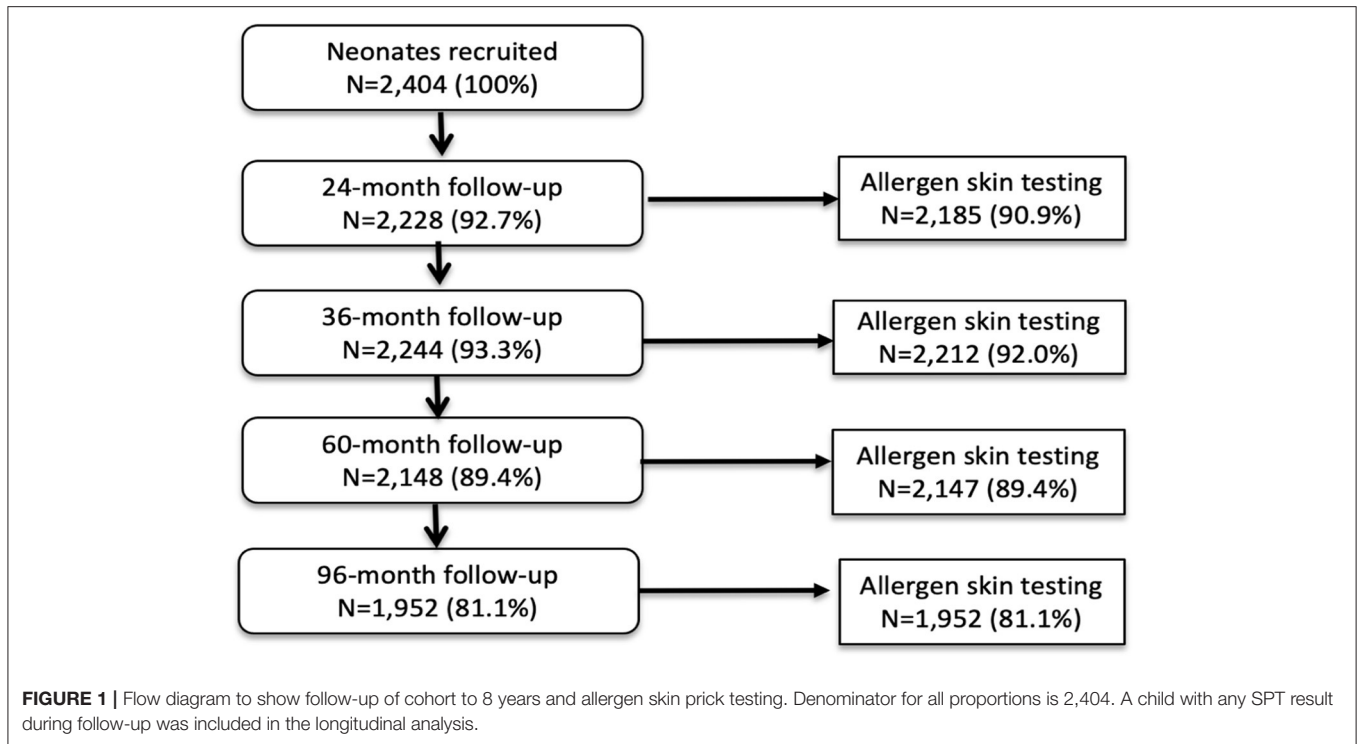 Neonates recruited
N=2,404 (100%)
24-month follow-up
N=2,228 (92.7%)
Allergen skin testing
N=2,185 (90.9%)
36-month follow-up
N=2,244 (93.3%)
Allergen skin testing
N=2,212 (92.0%)
60-month follow-up
N=2,148 (89.4%)
Allergen skin testing
N=2,147 (89.4%)
96-month follow-up
N=1,952 (81.1%)
Allergen skin testing
N=1,952 (81.1%)
FIGURE 1 | Flow diagram to show follow-up of cohort to 8 years and allergen skin prick testing. Denominator for all proportions is 2,404. A child with any SPT result
during follow-up was included in the longitudinal analysis.